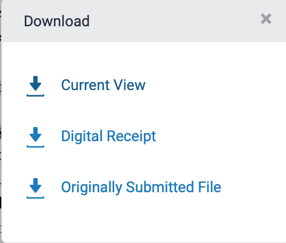 Download
Current View
Digital Receipt
Originally Submitted File